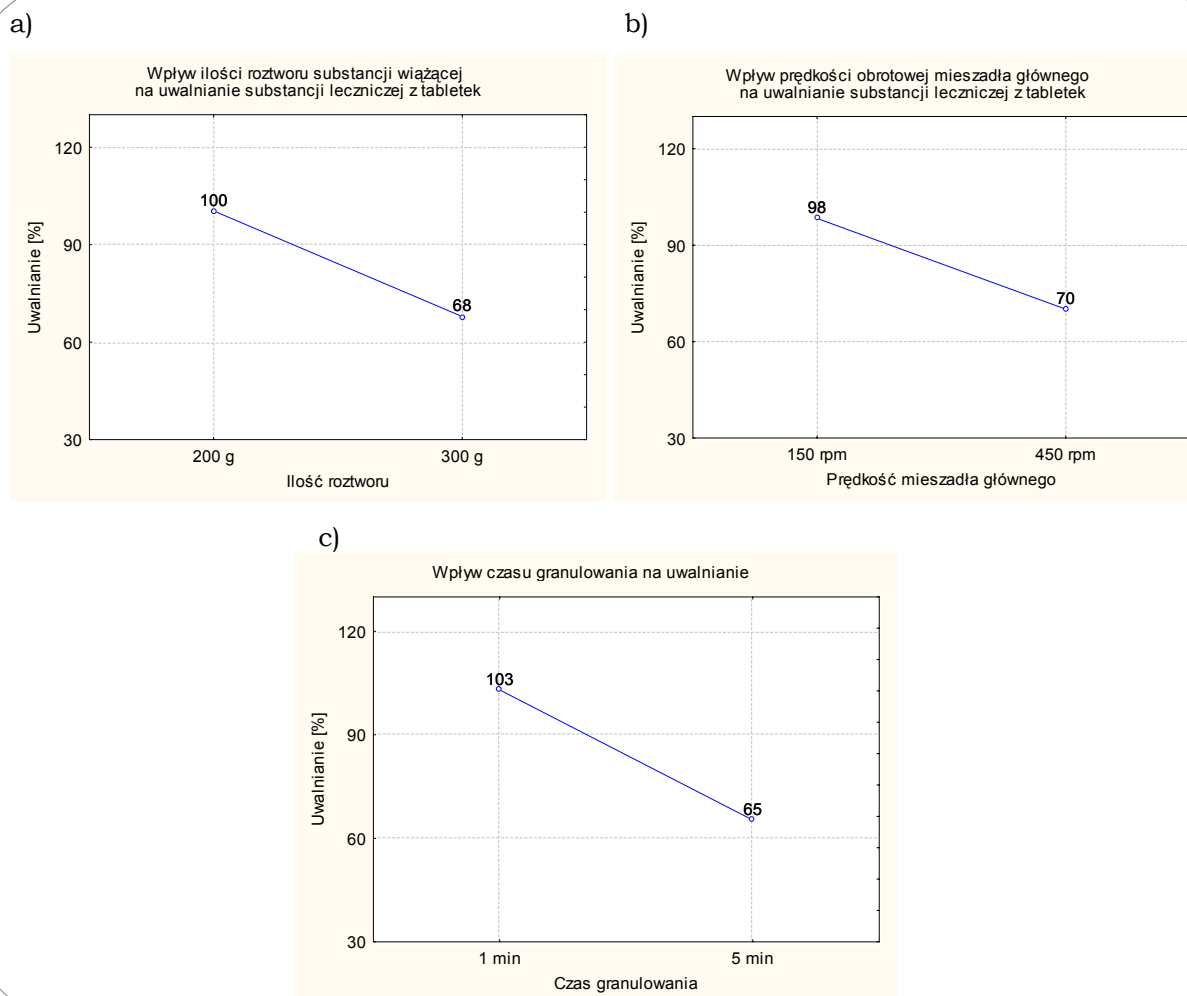 a)
Wpływ ilości roztworu substancji wiążącej
na uwalnianie substancji leczniczej z tabletek
120
90
60
30
Uwalnianie [%]
100
68
200 g
300 g
Ilość roztworu
b)
Wpływ prędkości obrotowej mieszadła głównego
na uwalnianie substancji leczniczej z tabletek
120
90
60
30
Uwalnianie [%]
98
70
150 rpm
450 rpm
Prędkość mieszadła głównego
c)
Wpływ czasu granulowania na uwalnianie
120
90
60
30
Uwalnianie [%]
103
65
1 min
5 min
Czas granulowania